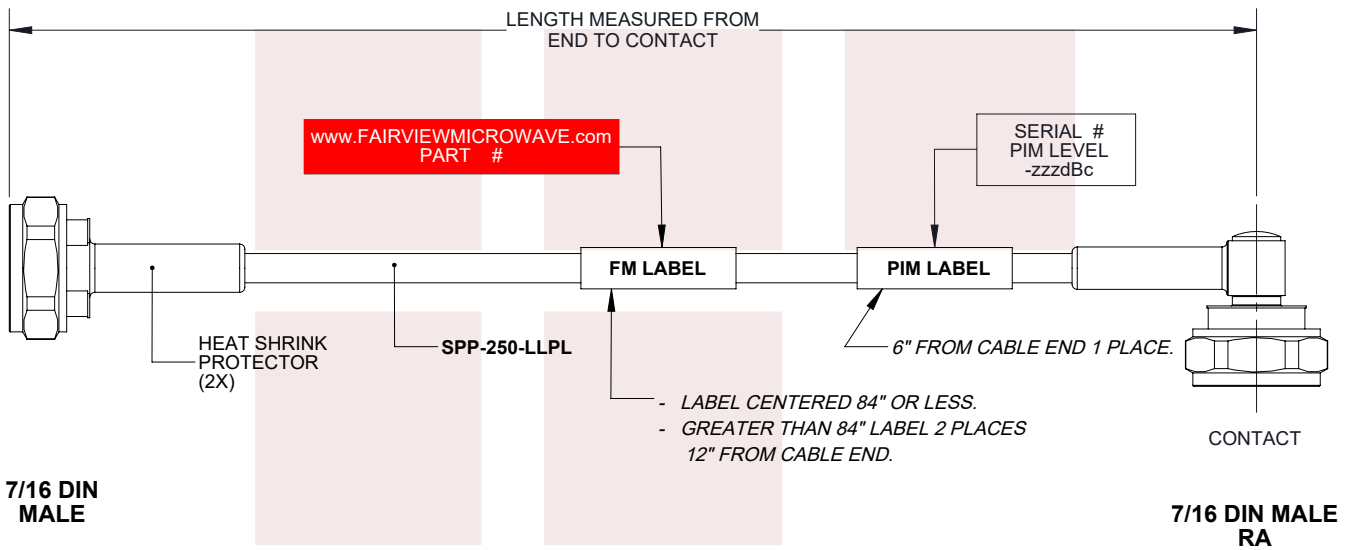 LENGTH MEASURED FROM
END TO CONTACT
www.FAIRVIEWMICROWAVE.com
PART #
SERIAL #
PIM LEVEL
-zzzdBc
FM LABEL
PIM LABEL
HEAT SHRINK
PROTECTOR
(2X)
SPP-250-LLPL
6" FROM CABLE END 1 PLACE.
- LABEL CENTERED 84" OR LESS.
- GREATER THAN 84" LABEL 2 PLACES
12" FROM CABLE END.
CONTACT
7/16 DIN
MALE
7/16 DIN MALE
RA